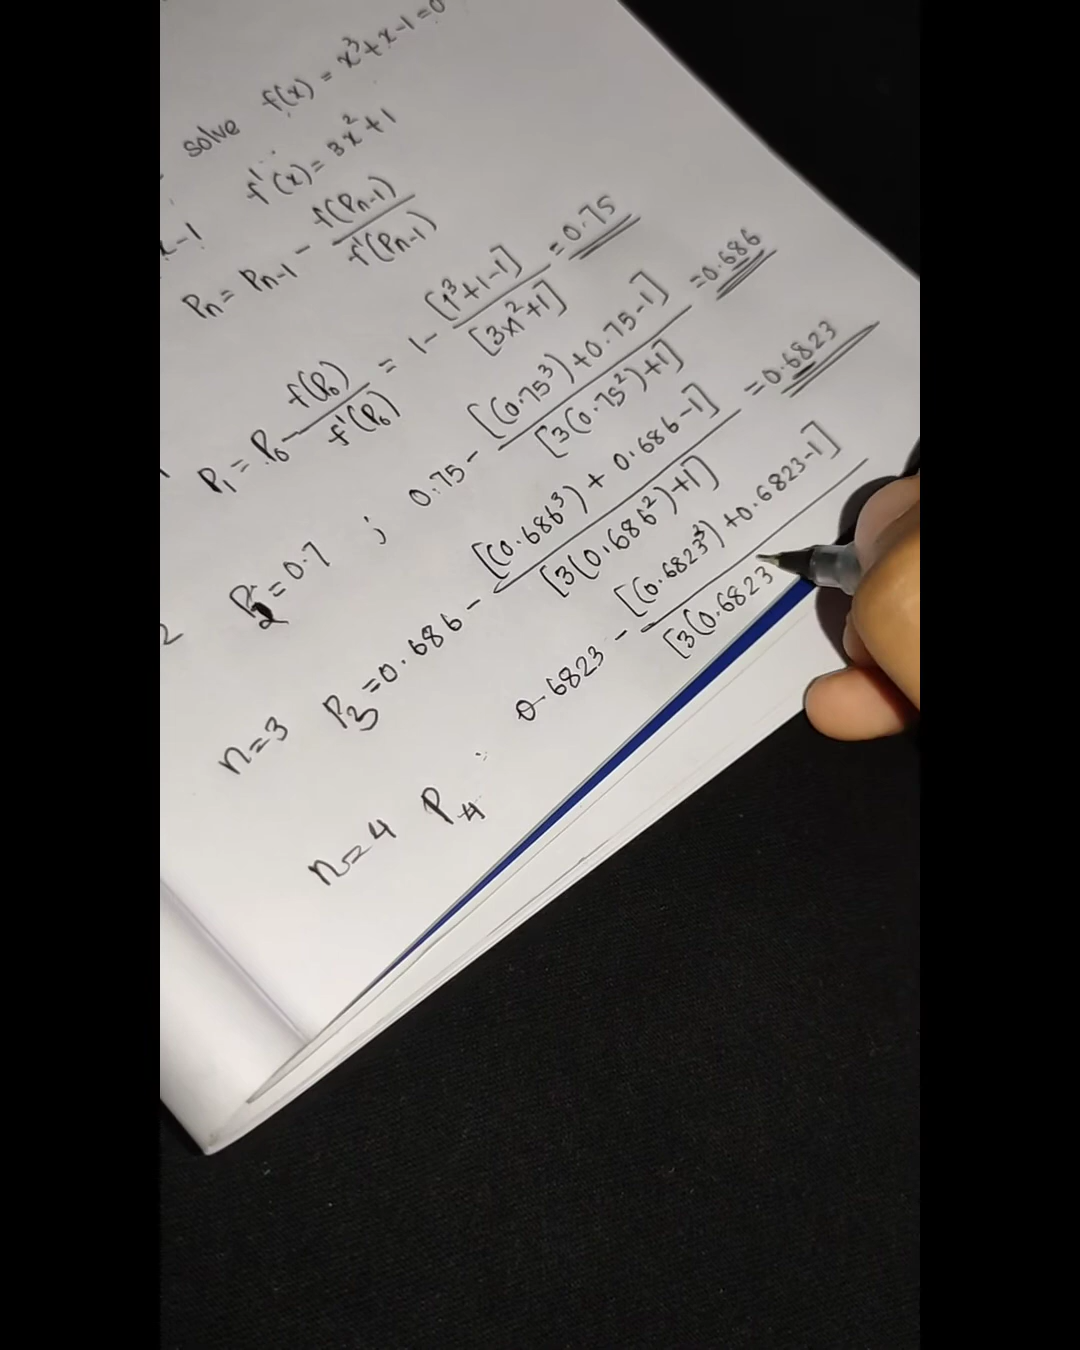 solve f(x) = x³+x-1=0
x-1 f'(x)= 3x²+1
Pn= Pn-1 - f(Pn-1) / f'(Pn-1)
P₁ = P₀ - f(P₀) / f'(P₀) = 1- [1³+1-1] / [3x1²+1] = 0.75
2 P₂=0.7 ; 0.75- [(0.75³)+0.75-1] / [3(0.75²)+1] =0.686
n=3 P₃=0.686- [(0.686³) + 0.686-1] / [3(0.686²)+1] =0.6823
n=4 P₄ : 0.6823 - [(0.6823³) +0.6823-1] / [3(0.6823